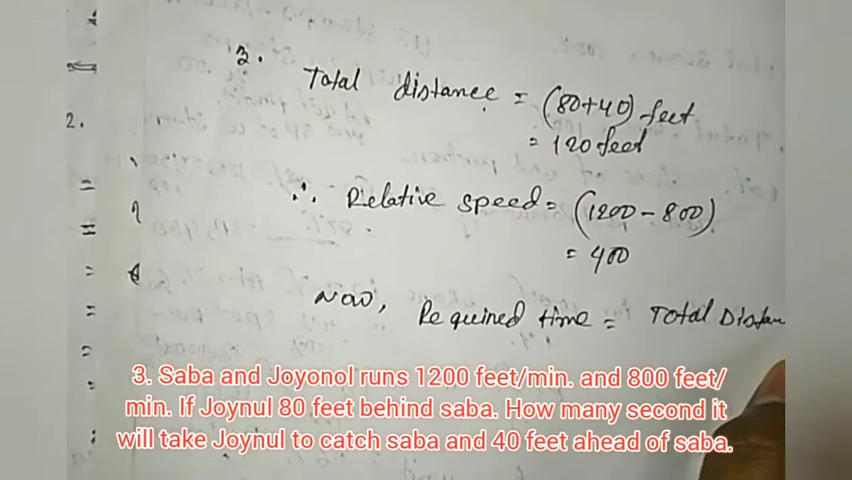 3.
Total distance = (80+40) feet
= 120 feet
∴ Relative speed = (1200 - 800)
= 400
Now, Required time = Total Distan
2.
=
=
=
=
=
3. Saba and Joyonol runs 1200 feet/min. and 800 feet/
min. If Joynul 80 feet behind saba. How many second it
will take Joynul to catch saba and 40 feet ahead of saba.